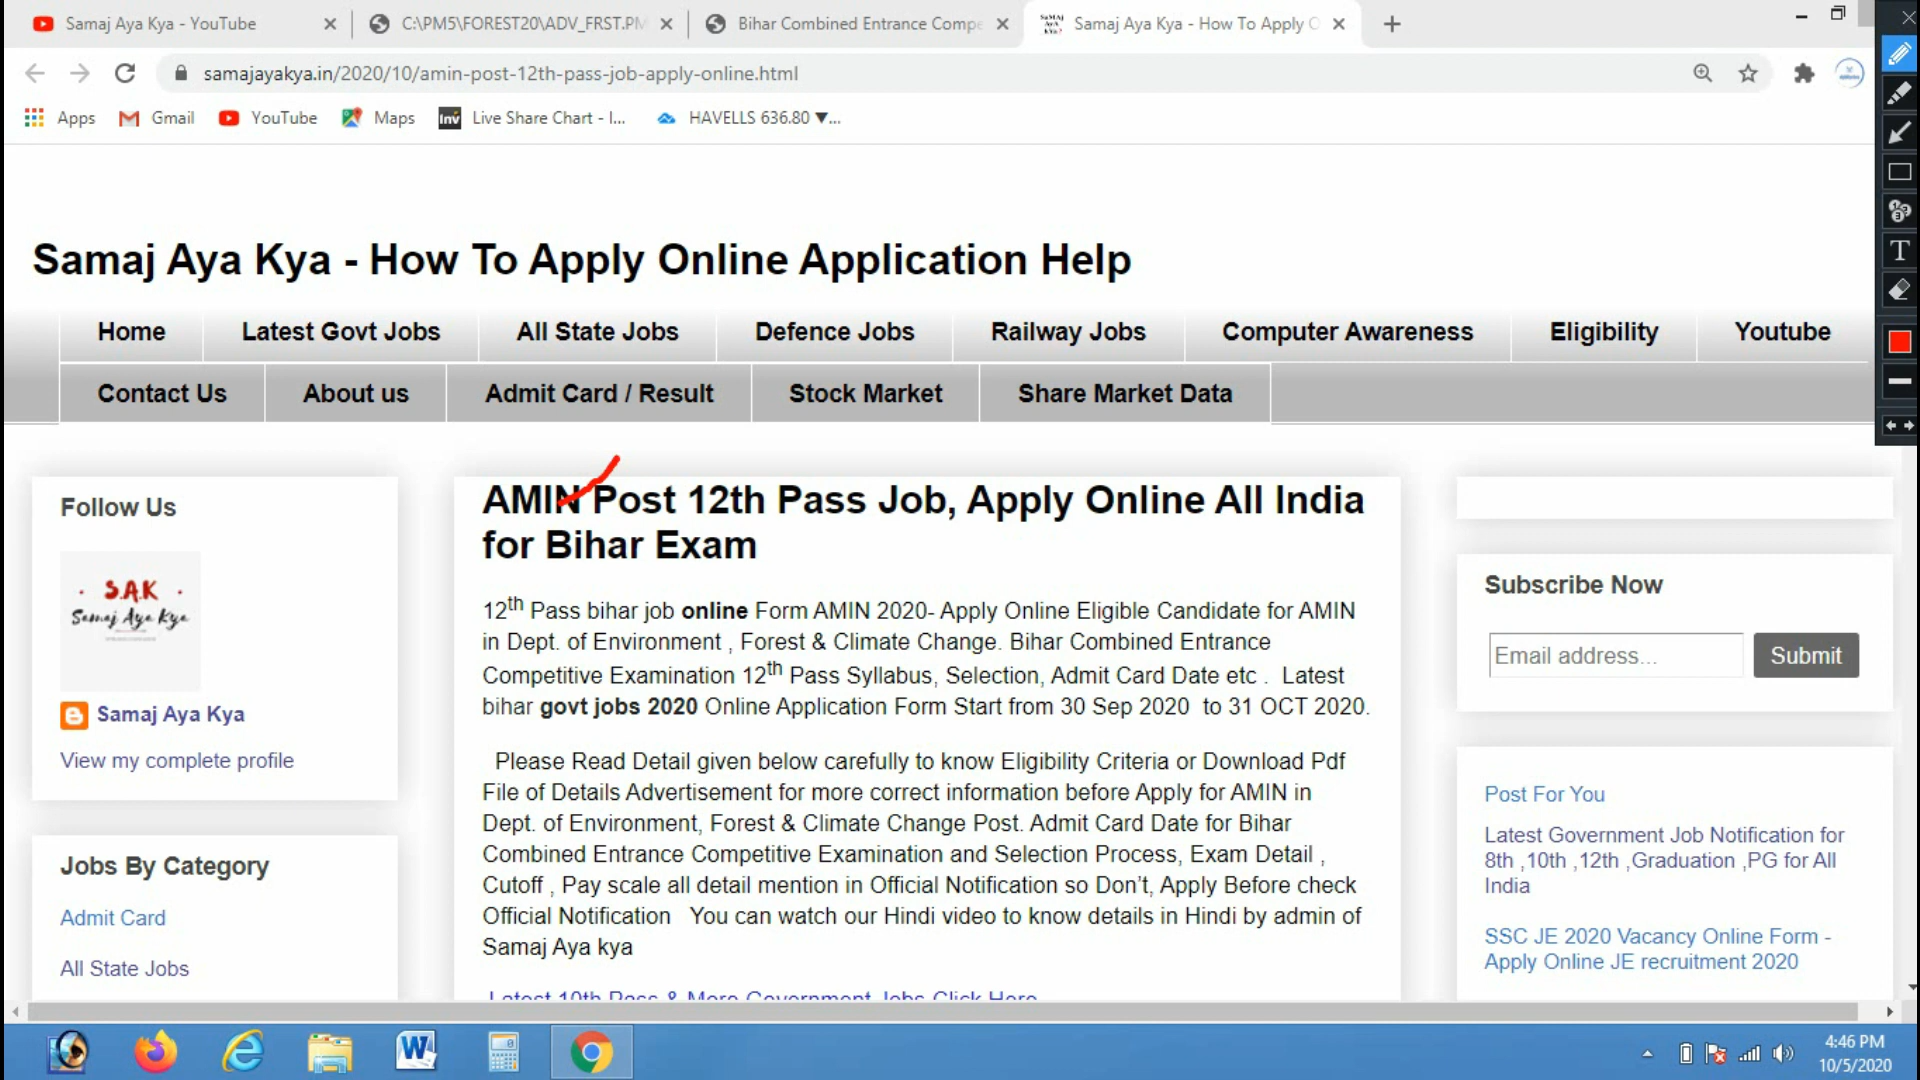 Samaj Aya Kya - YouTube
C:\PM5\FOREST20\ADV_FRST.PM
Bihar Combined Entrance Compe
Samaj Aya Kya - How To Apply O
samajayakya.in/2020/10/amin-post-12th-pass-job-apply-online.html
Apps Gmail YouTube Maps Inv Live Share Chart - I... HAVELLS 636.80 ▼...
Samaj Aya Kya - How To Apply Online Application Help
Home Latest Govt Jobs All State Jobs Defence Jobs Railway Jobs Computer Awareness Eligibility Youtube
Contact Us About us Admit Card / Result Stock Market Share Market Data
Follow Us
S.A.K
Samaj Aya Kya
Samaj Aya Kya
View my complete profile
Jobs By Category
Admit Card
All State Jobs
AMIN Post 12th Pass Job, Apply Online All India
for Bihar Exam
12th Pass bihar job online Form AMIN 2020- Apply Online Eligible Candidate for AMIN
in Dept. of Environment , Forest & Climate Change. Bihar Combined Entrance
Competitive Examination 12th Pass Syllabus, Selection, Admit Card Date etc . Latest
bihar govt jobs 2020 Online Application Form Start from 30 Sep 2020 to 31 OCT 2020.
Please Read Detail given below carefully to know Eligibility Criteria or Download Pdf
File of Details Advertisement for more correct information before Apply for AMIN in
Dept. of Environment, Forest & Climate Change Post. Admit Card Date for Bihar
Combined Entrance Competitive Examination and Selection Process, Exam Detail ,
Cutoff , Pay scale all detail mention in Official Notification so Don't, Apply Before check
Official Notification You can watch our Hindi video to know details in Hindi by admin of
Samaj Aya kya
Latest 10th Pass & More Government Jobs Click Here
Subscribe Now
Email address... Submit
Post For You
Latest Government Job Notification for
8th ,10th ,12th ,Graduation ,PG for All
India
SSC JE 2020 Vacancy Online Form -
Apply Online JE recruitment 2020
T
4:46 PM
10/5/2020